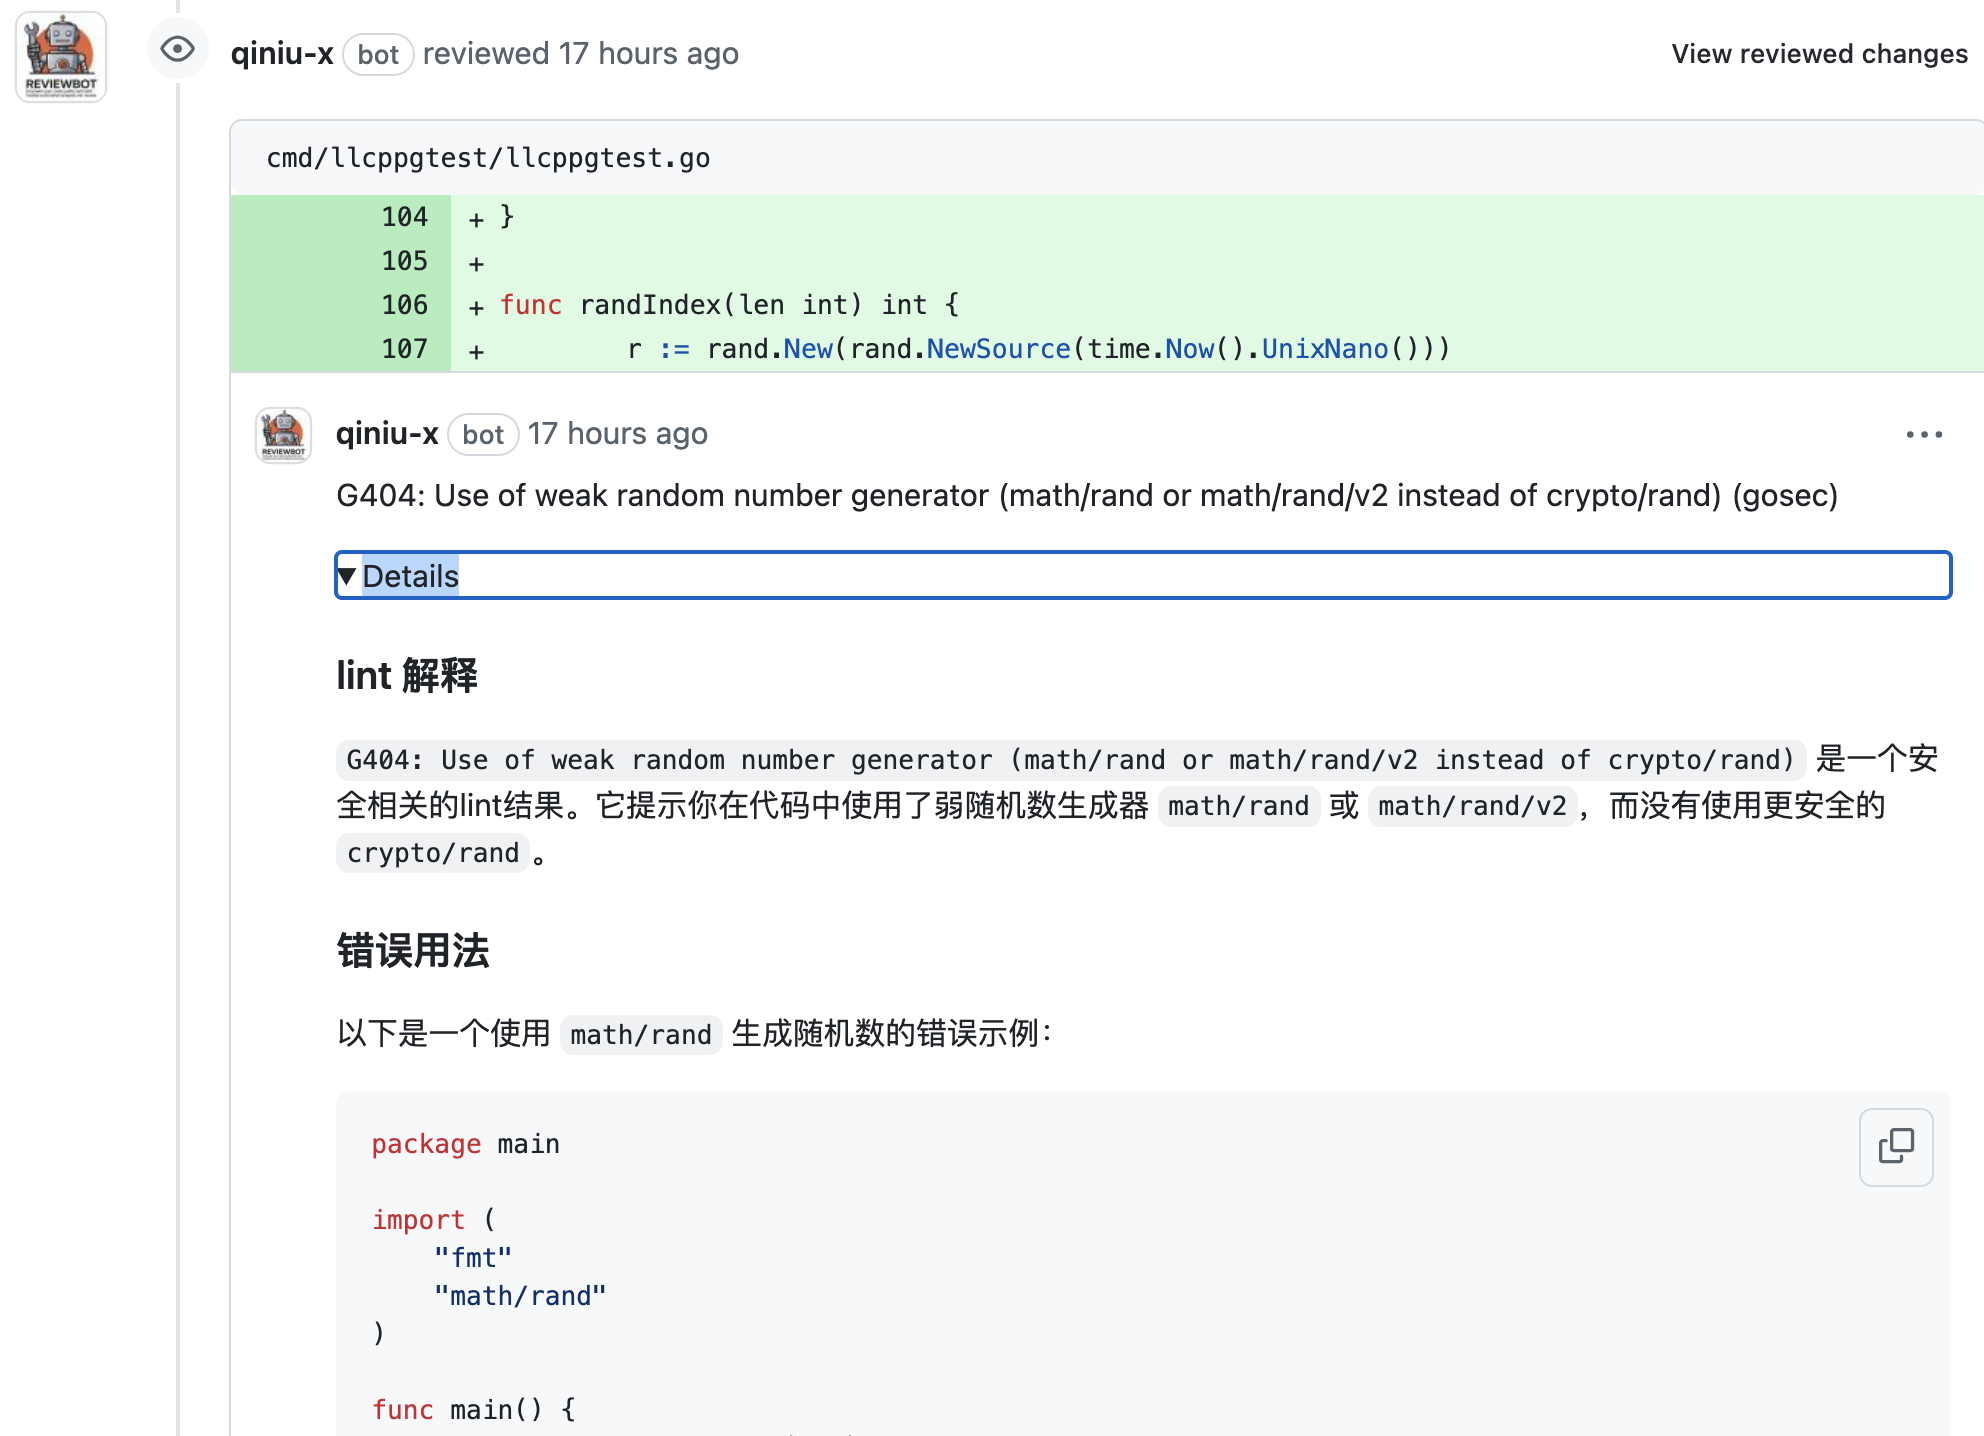 REVIEWBOT
qiniu-x bot reviewed 17 hours ago
View reviewed changes
cmd/llcppgtest/llcppgtest.go
104 + }
105 +
106 + func randIndex(len int) int {
107 + r := rand.New(rand.NewSource(time.Now().UnixNano()))
REVIEWBOT
qiniu-x bot 17 hours ago
G404: Use of weak random number generator (math/rand or math/rand/v2 instead of crypto/rand) (gosec)
Details
lint 解释
G404: Use of weak random number generator (math/rand or math/rand/v2 instead of crypto/rand) 是一个安
全相关的lint结果。它提示你在代码中使用了弱随机数生成器 math/rand 或 math/rand/v2，而没有使用更安全的
crypto/rand。
错误用法
以下是一个使用 math/rand 生成随机数的错误示例：
package main
import (
"fmt"
"math/rand"
)
func main() {